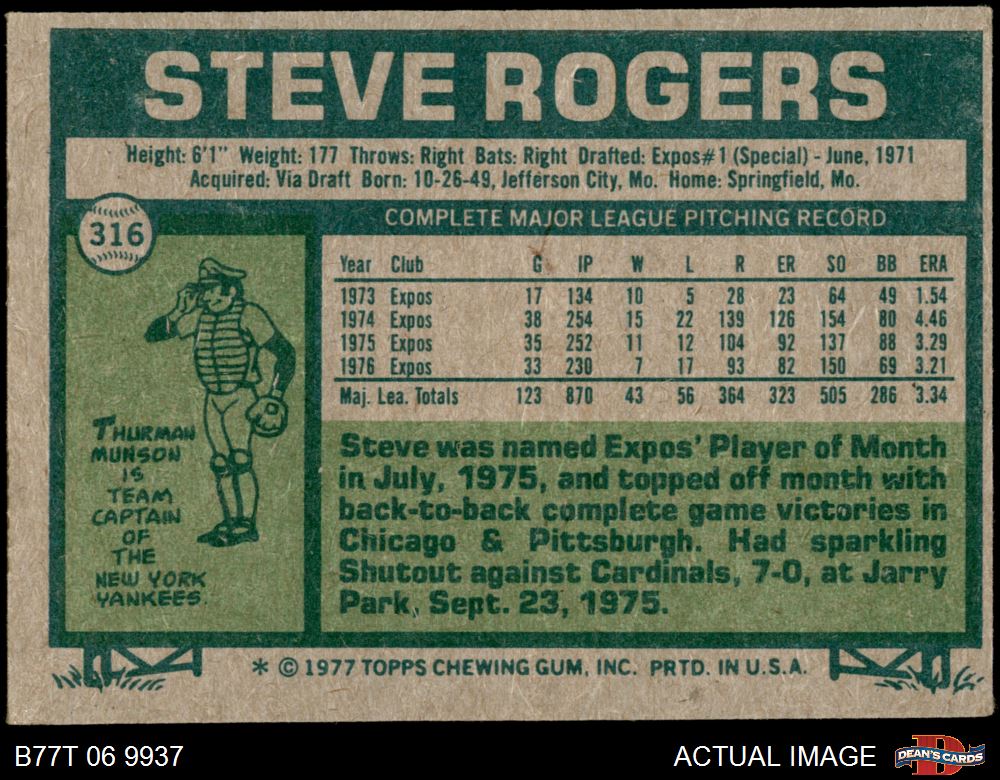 STEVE ROGERS
Height: 6'1" Weight: 177 Throws: Right Bats: Right Drafted: Expos#1 (Special) - June, 1971
Acquired: Via Draft Born: 10-26-49, Jefferson City, Mo. Home: Springfield, Mo.
316
COMPLETE MAJOR LEAGUE PITCHING RECORD
Year Club G IP W L R ER SO BB ERA
1973 Expos 17 134 10 5 28 23 64 49 1.54
1974 Expos 38 254 15 22 139 126 154 80 4.46
1975 Expos 35 252 11 12 104 92 137 88 3.29
1976 Expos 33 230 7 17 93 82 150 69 3.21
Maj. Lea. Totals 123 870 43 56 364 323 505 286 3.34
THURMAN
MUNSON
IS
TEAM
CAPTAIN
OF
THE
NEW YORK
YANKEES.
Steve was named Expos' Player of Month
in July, 1975, and topped off month with
back-to-back complete game victories in
Chicago & Pittsburgh. Had sparkling
Shutout against Cardinals, 7-0, at Jarry
Park, Sept. 23, 1975.
* © 1977 TOPPS CHEWING GUM, INC. PRTD. IN U.S.A.
B77T 06 9937
ACTUAL IMAGE
D
DEAN'S CARDS